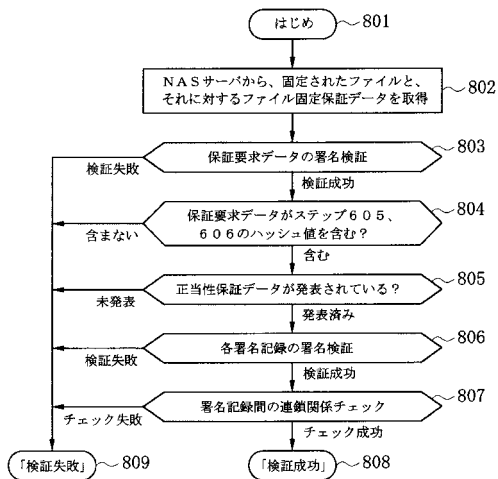 はじめ
801
NASサーバから、固定されたファイルと、
それに対するファイル固定保証データを取得
802
保証要求データの署名検証
803
検証失敗
検証成功
保証要求データがステップ605、
606のハッシュ値を含む?
804
含まない
含む
正当性保証データが発表されている?
805
未発表
発表済み
各署名記録の署名検証
806
検証失敗
検証成功
署名記録間の連鎖関係チェック
807
チェック失敗
チェック成功
「検証失敗」
809
「検証成功」
808